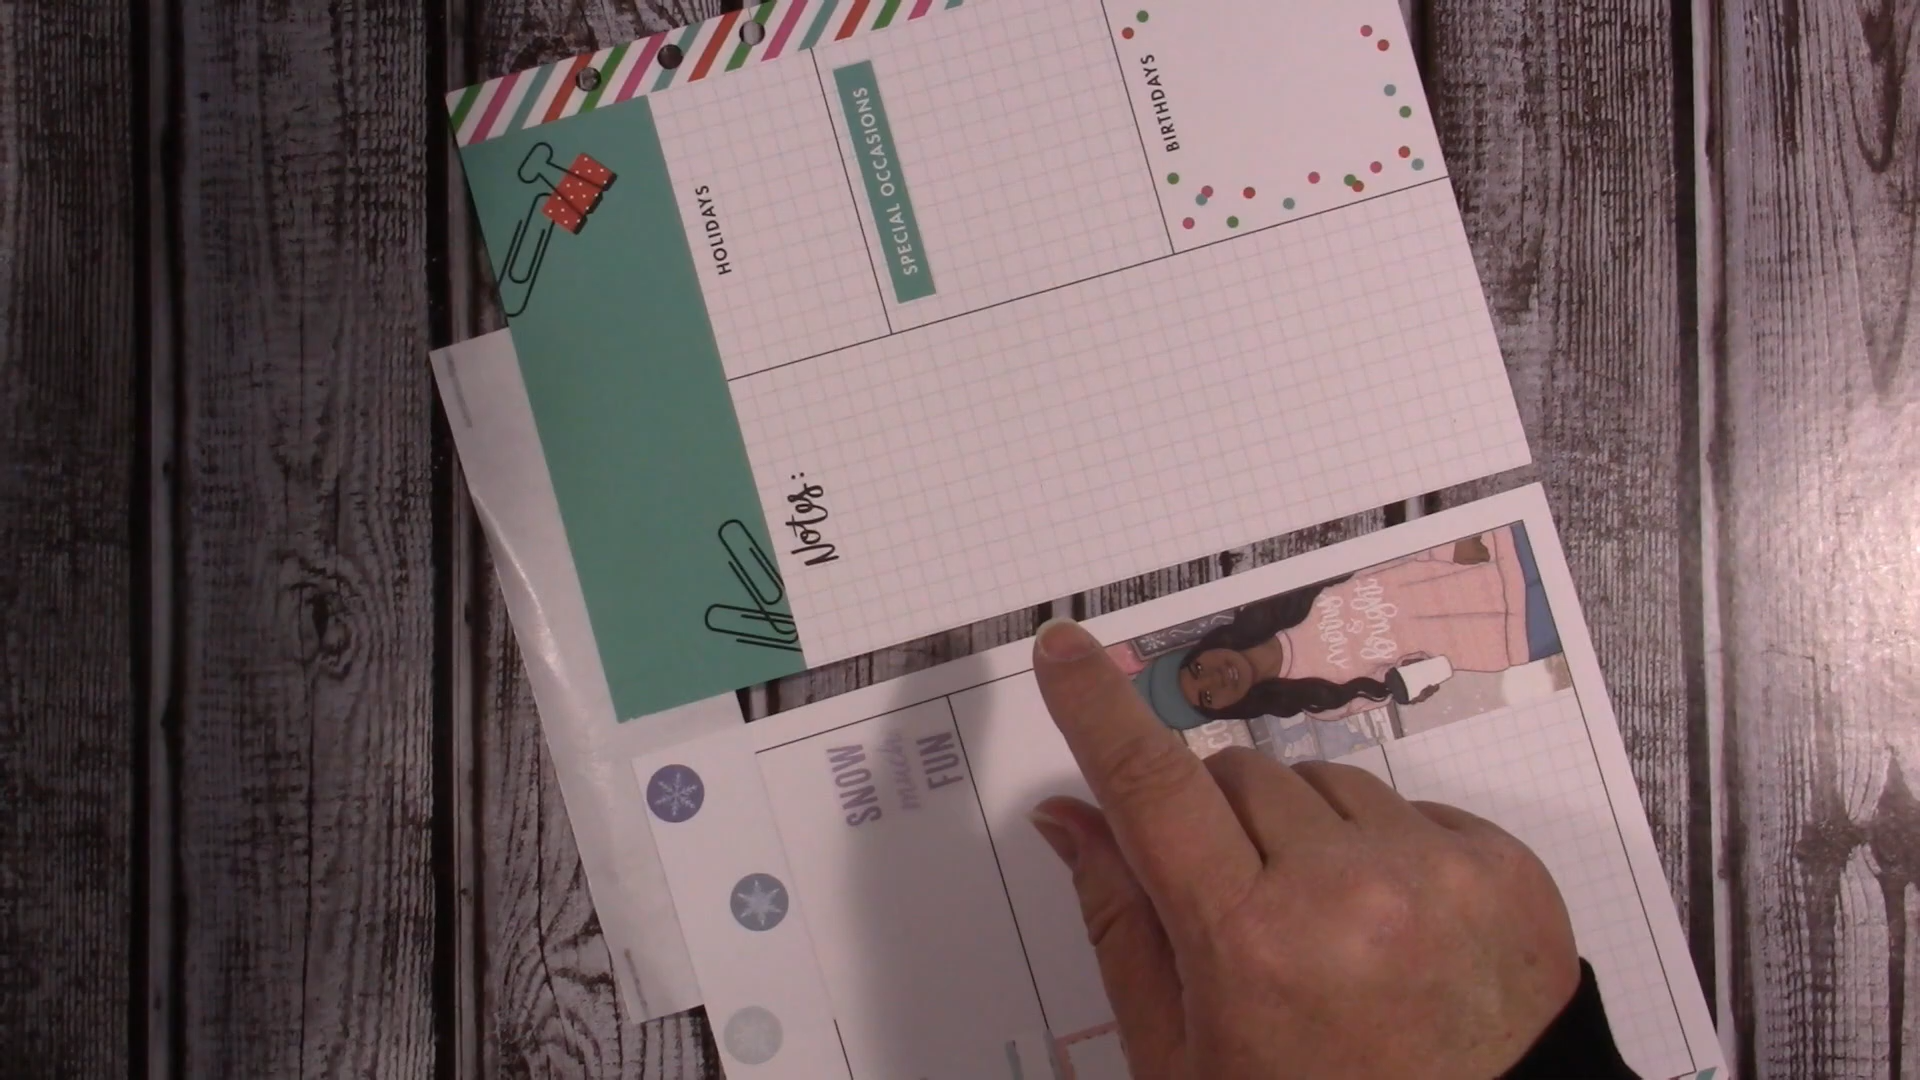 HOLIDAYS
SPECIAL OCCASIONS
BIRTHDAYS
Notes:
SNOW
much
FUN
merry
&
bright